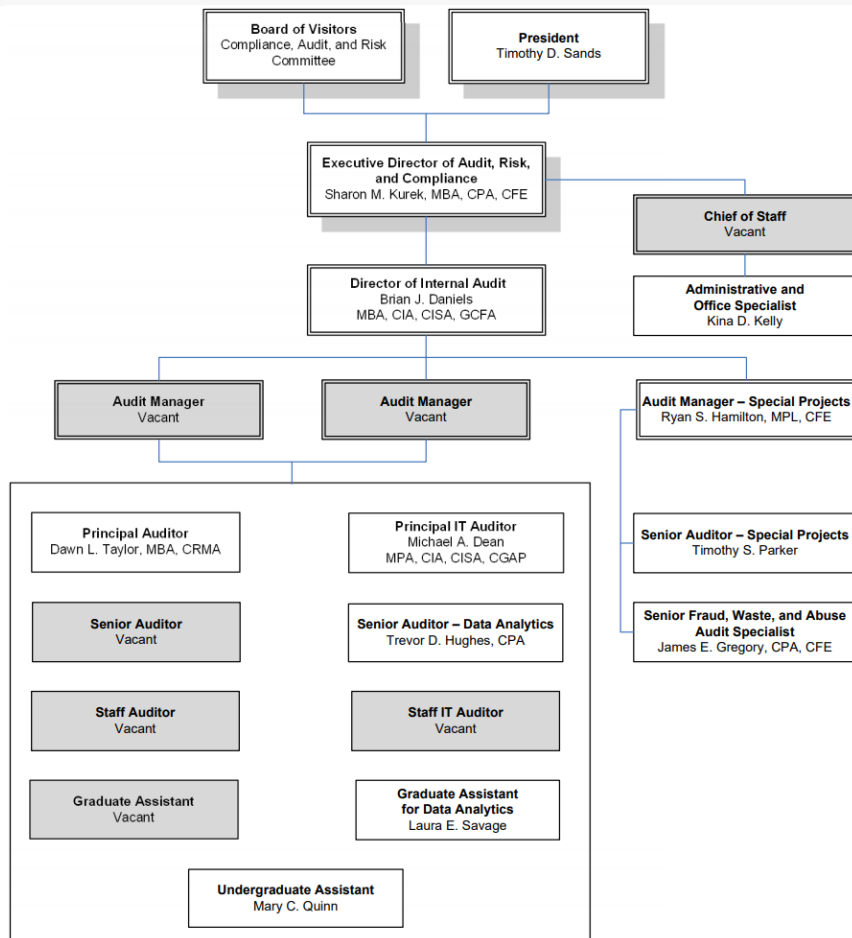 Board of Visitors
Compliance, Audit, and Risk
Committee
President
Timothy D. Sands
Executive Director of Audit, Risk,
and Compliance
Sharon M. Kurek, MBA, CPA, CFE
Chief of Staff
Vacant
Administrative and
Office Specialist
Kina D. Kelly
Director of Internal Audit
Brian J. Daniels
MBA, CIA, CISA, GCFA
Audit Manager
Vacant
Audit Manager
Vacant
Audit Manager – Special Projects
Ryan S. Hamilton, MPL, CFE
Principal Auditor
Dawn L. Taylor, MBA, CRMA
Principal IT Auditor
Michael A. Dean
MPA, CIA, CISA, CGAP
Senior Auditor – Special Projects
Timothy S. Parker
Senior Auditor
Vacant
Senior Auditor – Data Analytics
Trevor D. Hughes, CPA
Senior Fraud, Waste, and Abuse
Audit Specialist
James E. Gregory, CPA, CFE
Staff Auditor
Vacant
Staff IT Auditor
Vacant
Graduate Assistant
Vacant
Graduate Assistant
for Data Analytics
Laura E. Savage
Undergraduate Assistant
Mary C. Quinn